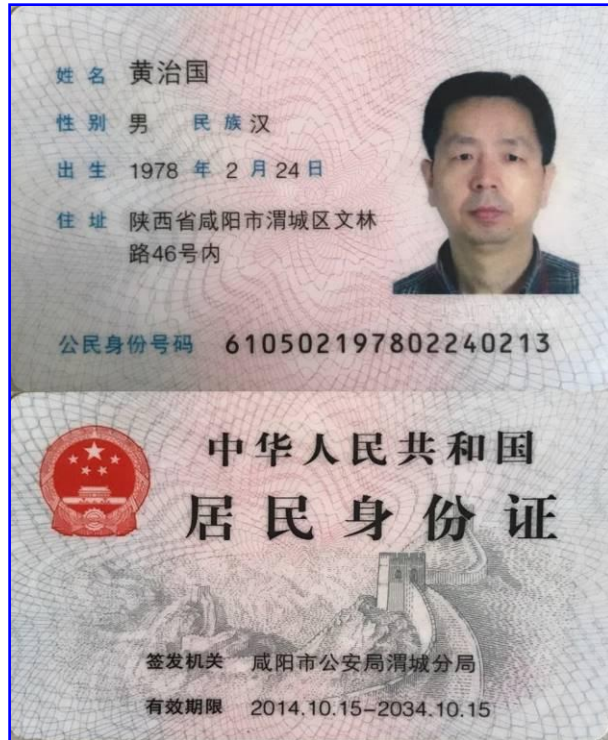 姓名 黄治国
性别 男 民族 汉
出生 1978 年 2 月 24 日
住址 陕西省咸阳市渭城区文林
路46号内
公民身份号码 610502197802240213
中华人民共和国
居民身份证
签发机关 咸阳市公安局渭城分局
有效期限 2014.10.15-2034.10.15